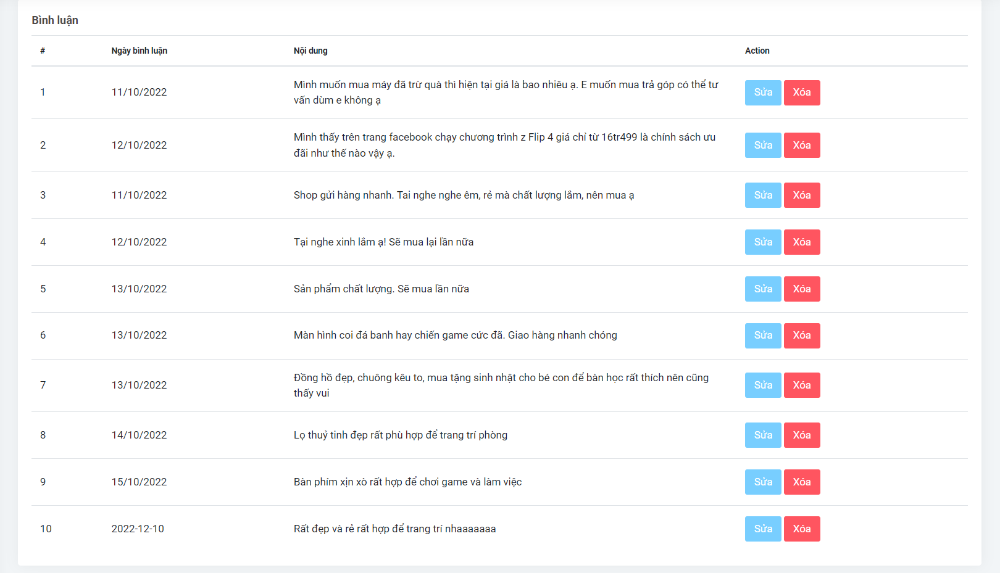 Bình luận
# Ngày bình luận Nội dung Action
1 11/10/2022 Mình muốn mua máy đã trừ quà thì hiện tại giá là bao nhiêu ạ. E muốn mua trả góp có thể tư
vấn dùm e không ạ Sửa Xóa
2 12/10/2022 Mình thấy trên trang facebook chạy chương trình z Flip 4 giá chỉ từ 16tr499 là chính sách ưu
đãi như thế nào vậy ạ. Sửa Xóa
3 11/10/2022 Shop gửi hàng nhanh. Tai nghe nghe êm, rẻ mà chất lượng lắm, nên mua ạ Sửa Xóa
4 12/10/2022 Tại nghe xinh lắm ạ! Sẽ mua lại lần nữa Sửa Xóa
5 13/10/2022 Sản phẩm chất lượng. Sẽ mua lần nữa Sửa Xóa
6 13/10/2022 Màn hình coi đá banh hay chiến game cức đã. Giao hàng nhanh chóng Sửa Xóa
7 13/10/2022 Đồng hồ đẹp, chuông kêu to, mua tặng sinh nhật cho bé con để bàn học rất thích nên cũng
thấy vui Sửa Xóa
8 14/10/2022 Lọ thuỷ tinh đẹp rất phù hợp để trang trí phòng Sửa Xóa
9 15/10/2022 Bàn phím xịn xò rất hợp để chơi game và làm việc Sửa Xóa
10 2022-12-10 Rất đẹp và rẻ rất hợp để trang trí nhaaaaaaa Sửa Xóa